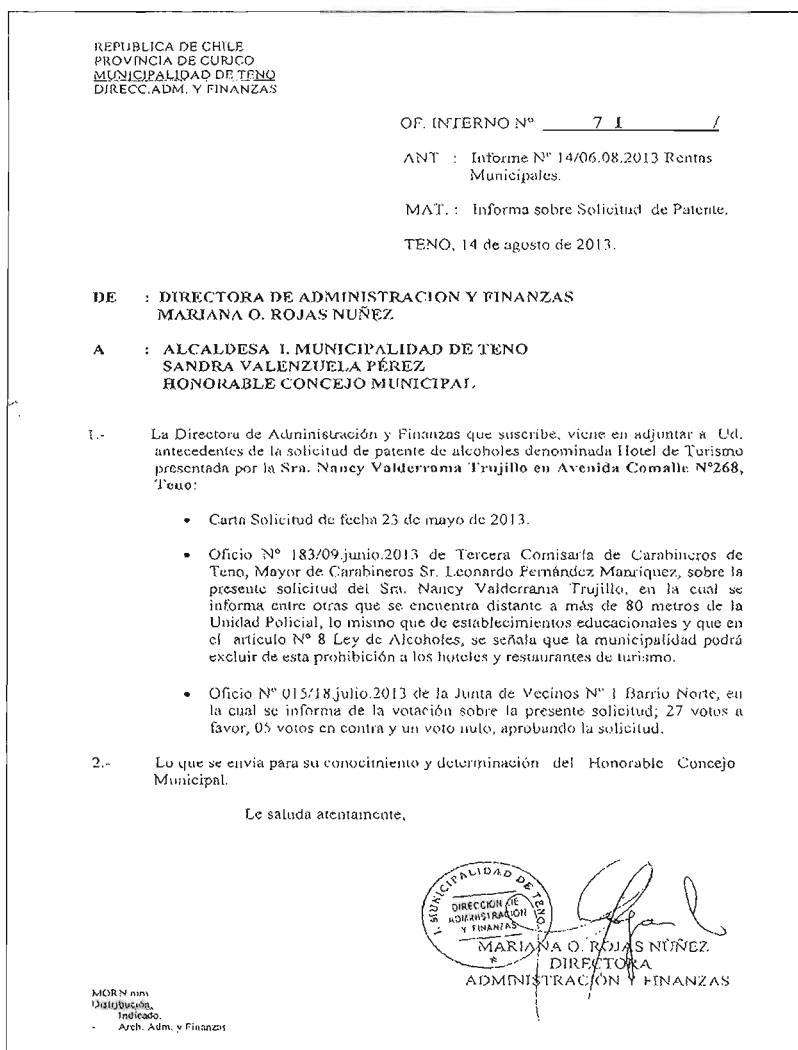 REPUBLICA DE CHILE
PROVINCIA DE CURICO
MUNICIPALIDAD DE TENO
DIRECC.ADM. Y FINANZAS
OF. INTERNO Nº 7 1 /
ANT : Informe Nº 14/06.08.2013 Rentas
Municipales.
MAT. : Informa sobre Solicitud de Patente.
TENO, 14 de agosto de 2013.
DE : DIRECTORA DE ADMINISTRACION Y FINANZAS
MARIANA O. ROJAS NUÑEZ
A : ALCALDESA I. MUNICIPALIDAD DE TENO
SANDRA VALENZUELA PÉREZ
HONORABLE CONCEJO MUNICIPAL
1.- La Directora de Administración y Finanzas que suscribe, viene en adjuntar a Ud.
antecedentes de la solicitud de patente de alcoholes denominada Hotel de Turismo
presentada por la Sra. Nancy Valderrama Trujillo en Avenida Comalle Nº268,
Teno:
• Carta Solicitud de fecha 23 de mayo de 2013.
• Oficio Nº 183/09.junio.2013 de Tercera Comisaría de Carabineros de
Teno, Mayor de Carabineros Sr. Leonardo Fernández Manríquez, sobre la
presente solicitud del Sra. Nancy Valderrama Trujillo, en la cual se
informa entre otras que se encuentra distante a más de 80 metros de la
Unidad Policial, lo mismo que de establecimientos educacionales y que en
el artículo Nº 8 Ley de Alcoholes, se señala que la municipalidad podrá
excluir de esta prohibición a los hoteles y restaurantes de turismo.
• Oficio Nº 015/18.julio.2013 de la Junta de Vecinos Nº 1 Barrio Norte, en
la cual se informa de la votación sobre la presente solicitud; 27 votos a
favor, 05 votos en contra y un voto nulo, aprobando la solicitud.
2.- Lo que se envía para su conocimiento y determinación del Honorable Concejo
Municipal.
Le saluda atentamente,
I. MUNICIPALIDAD DE TENO
DIRECCION DE
ADMINISTRACION
Y FINANZAS
MARIANA O. ROJAS NÚÑEZ
DIRECTORA
ADMINISTRACIÓN Y FINANZAS
MORN
Distribución,
Indicado.
- Arch. Adm. y Finanzas